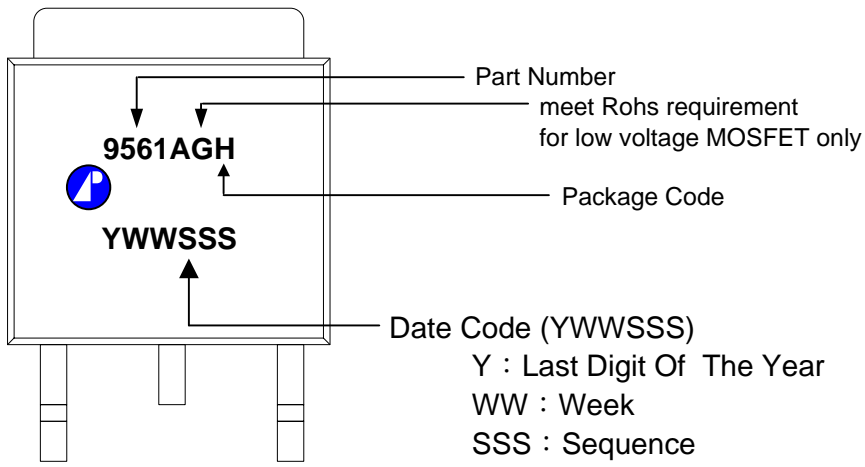 Part Number
meet Rohs requirement
for low voltage MOSFET only
9561AGH
Package Code
YWWSSS
Date Code (YWWSSS)
Y：Last Digit Of The Year
WW：Week
SSS：Sequence